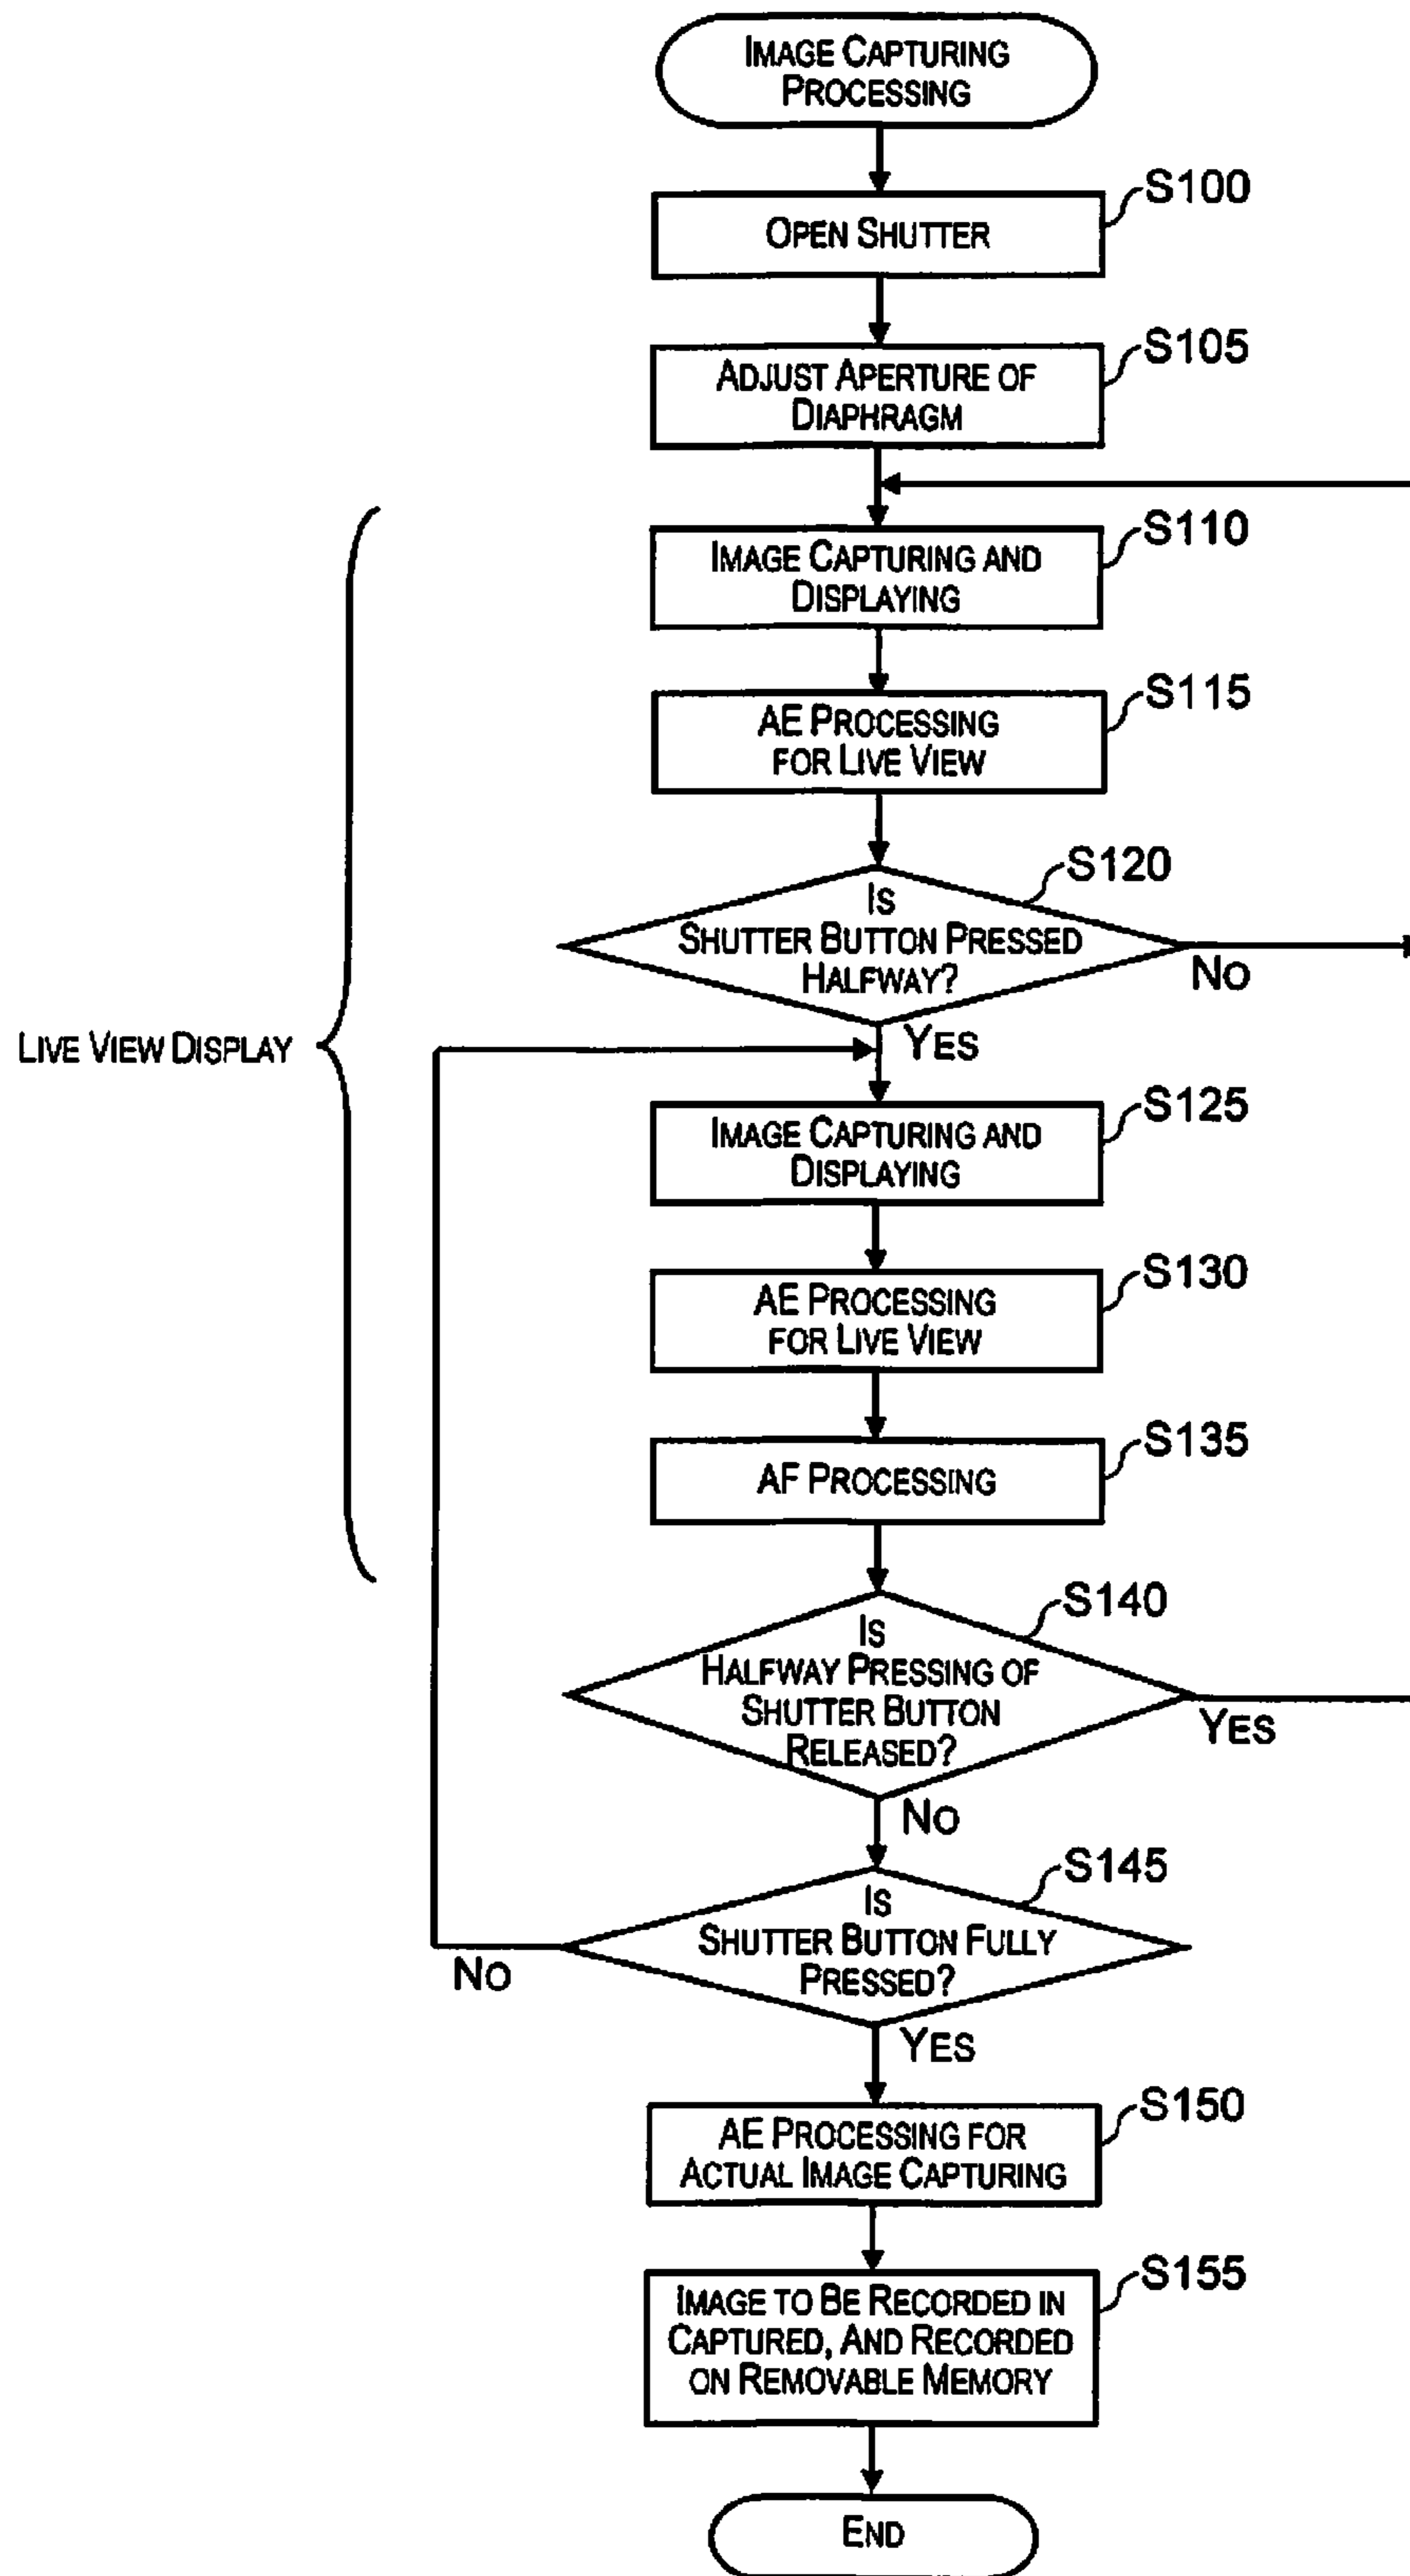 IMAGE CAPTURING
PROCESSING
S100
OPEN SHUTTER
S105
ADJUST APERTURE OF
DIAPHRAGM
S110
IMAGE CAPTURING AND
DISPLAYING
S115
AE PROCESSING
FOR LIVE VIEW
S120
IS
SHUTTER BUTTON PRESSED
HALFWAY?
NO
YES
LIVE VIEW DISPLAY
S125
IMAGE CAPTURING AND
DISPLAYING
S130
AE PROCESSING
FOR LIVE VIEW
S135
AF PROCESSING
S140
IS
HALFWAY PRESSING OF
SHUTTER BUTTON
RELEASED?
YES
NO
S145
IS
SHUTTER BUTTON FULLY
PRESSED?
NO
YES
S150
AE PROCESSING FOR
ACTUAL IMAGE CAPTURING
S155
IMAGE TO BE RECORDED IN
CAPTURED, AND RECORDED
ON REMOVABLE MEMORY
END